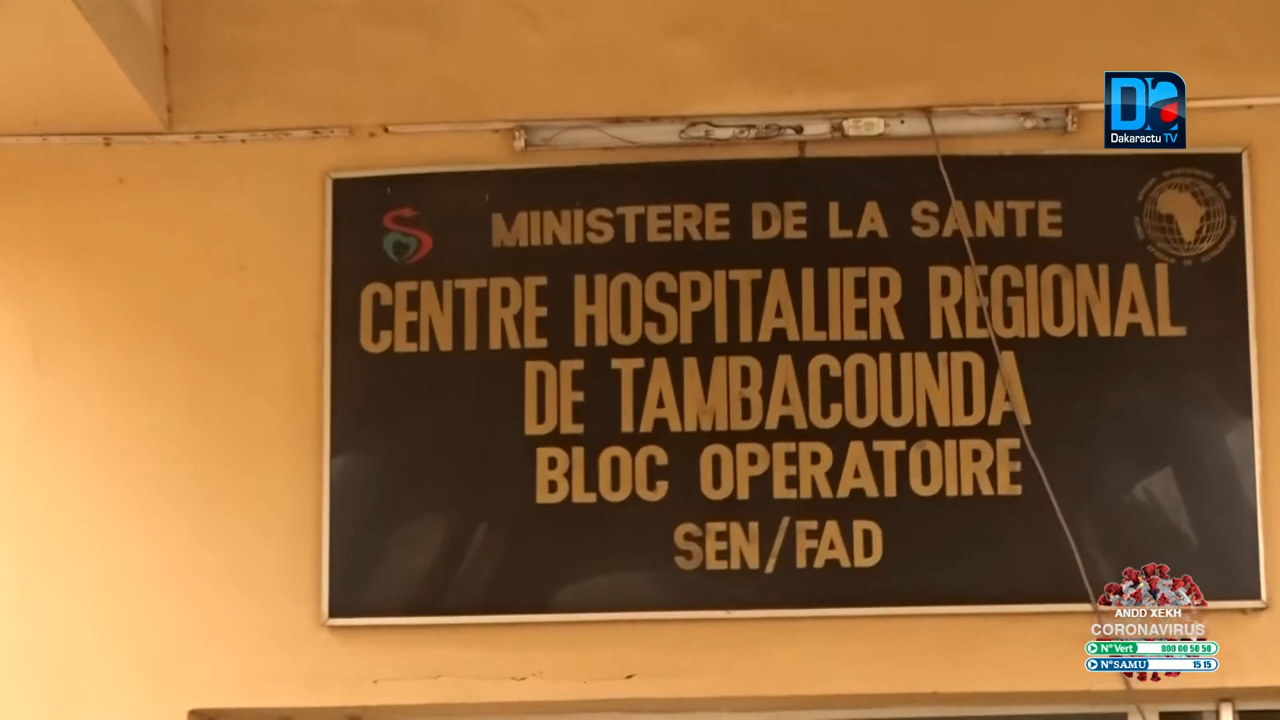 Dakaractu TV
MINISTERE DE LA SANTE
CENTRE HOSPITALIER REGIONAL
DE TAMBACOUNDA
BLOC OPERATOIRE
SEN/FAD
ANDD XEKH
CORONAVIRUS
N°Vert 800 00 50 50
N°SAMU 15 15